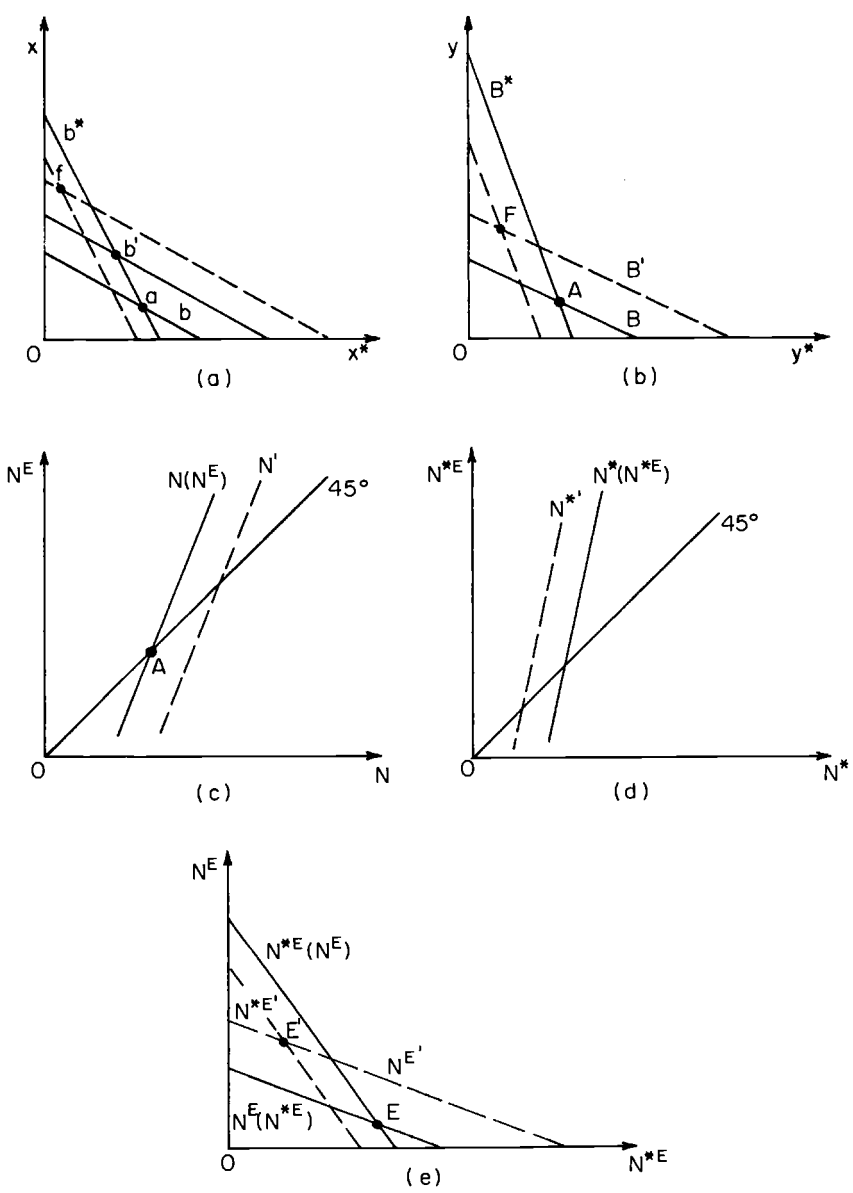 x
b*
f
b'
a
b
O
x*
(a)
y
B*
F
B'
A
B
O
y*
(b)
N^E
N(N^E)
N'
45°
A
O
N
(c)
N*^E
N*(N*^E)
N*'
45°
O
N*
(d)
N^E
N*^E(N^E)
N*^E'
E'
N^E'
N^E(N*^E)
E
O
N*^E
(e)